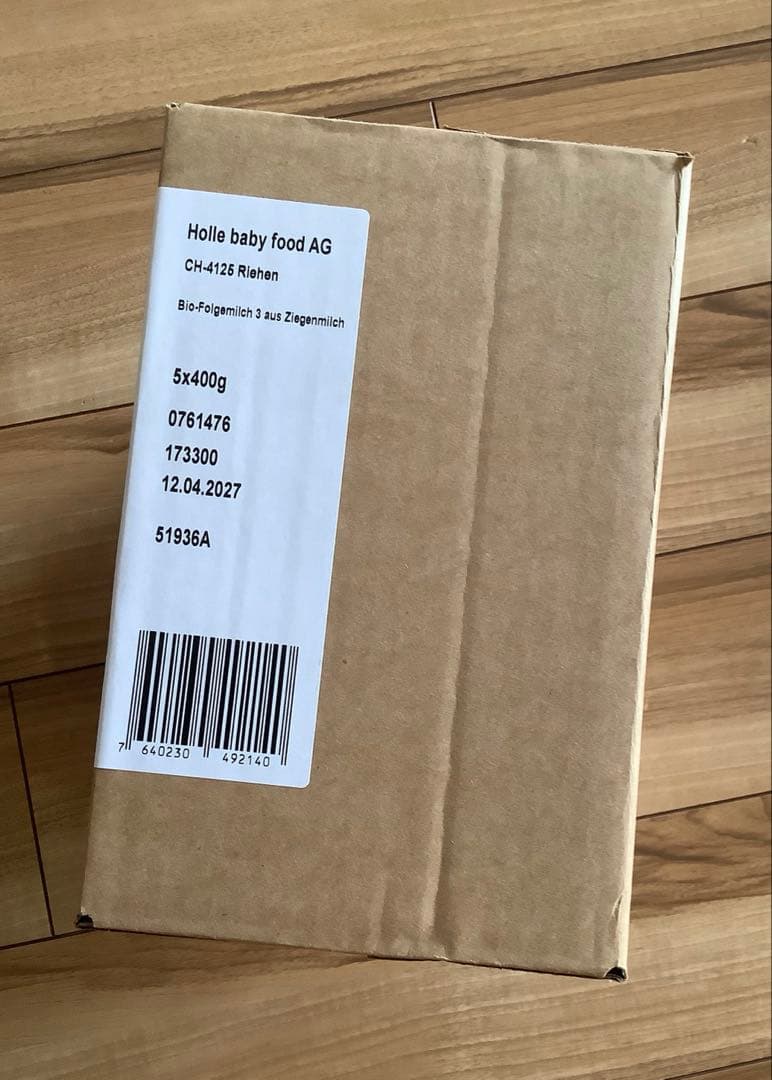 Holle baby food AG
CH-4125 Riehen
Bio-Folgemilch 3 aus Ziegenmilch
5x400g
0761476
173300
12.04.2027
51936A
7 640230 492140